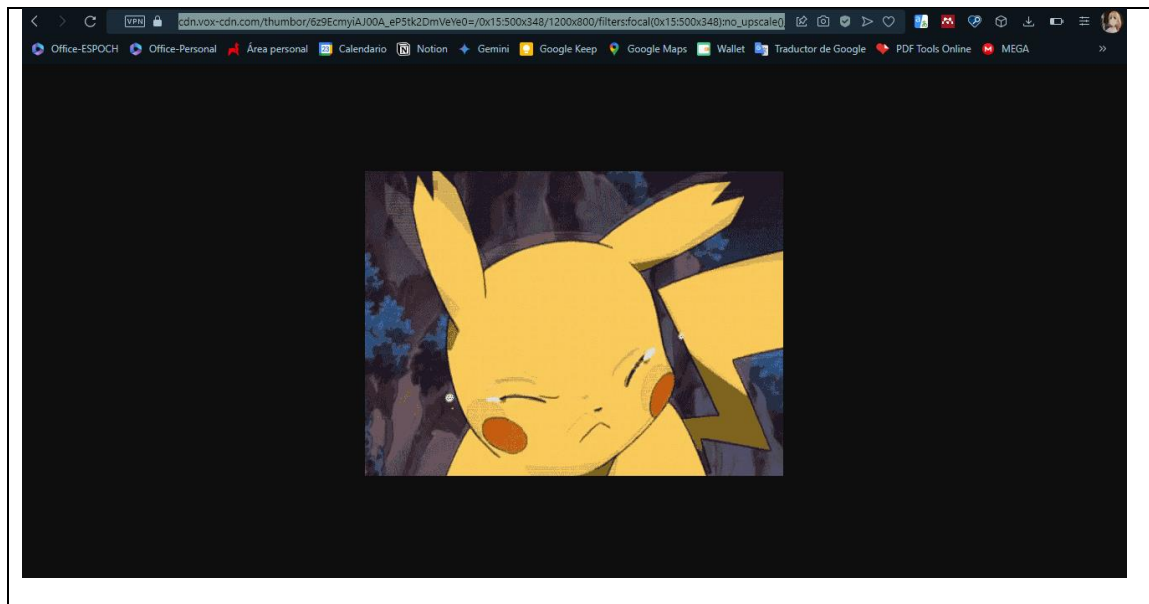 VPN cdn.vox-cdn.com/thumbor/6z9EcmyiAJ00A_eP5tk2DmVeYe0=/0x15:500x348/1200x800/filters:focal(0x15:500x348):no_upscale()
Office-ESPOCH Office-Personal Área personal 23 Calendario Notion Gemini Google Keep Google Maps Wallet Traductor de Google PDF Tools Online M MEGA »